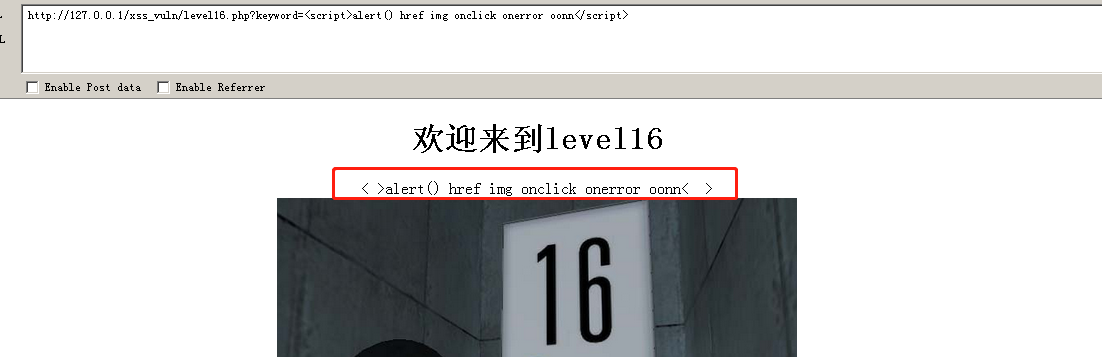 L
http://127.0.0.1/xss_vuln/level16.php?keyword=<script>alert() href img onclick onerror oonn</script>
Enable Post data Enable Referrer
欢迎来到level16
< >alert() href img onclick onerror oonn< >
16